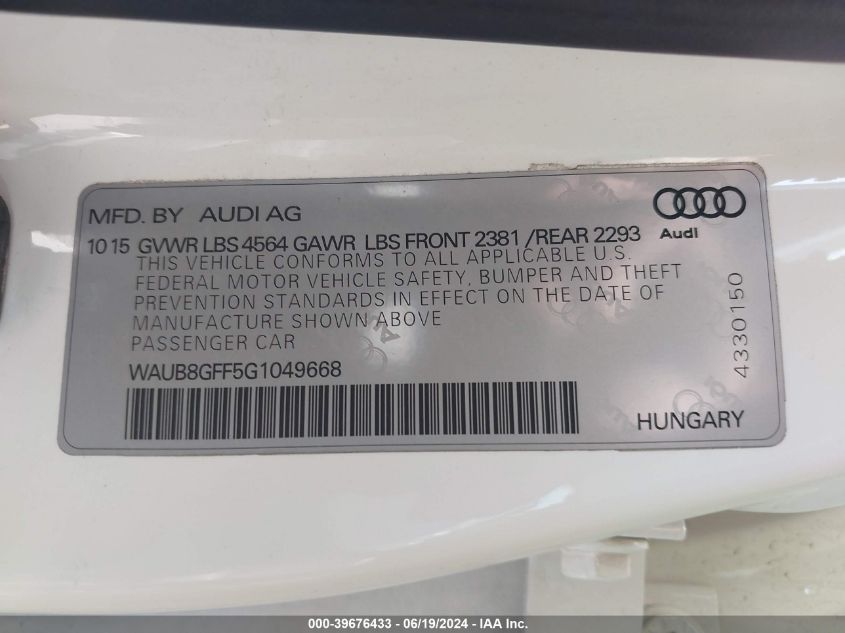 MFD. BY AUDI AG
10 15 GVWR LBS 4564 GAWR LBS FRONT 2381 /REAR 2293
Audi
THIS VEHICLE CONFORMS TO ALL APPLICABLE U.S.
FEDERAL MOTOR VEHICLE SAFETY, BUMPER AND THEFT
PREVENTION STANDARDS IN EFFECT ON THE DATE OF
MANUFACTURE SHOWN ABOVE
PASSENGER CAR
4330150
WAUB8GFF5G1049668
HUNGARY
000-39676433 - 06/19/2024 - IAAI.COM